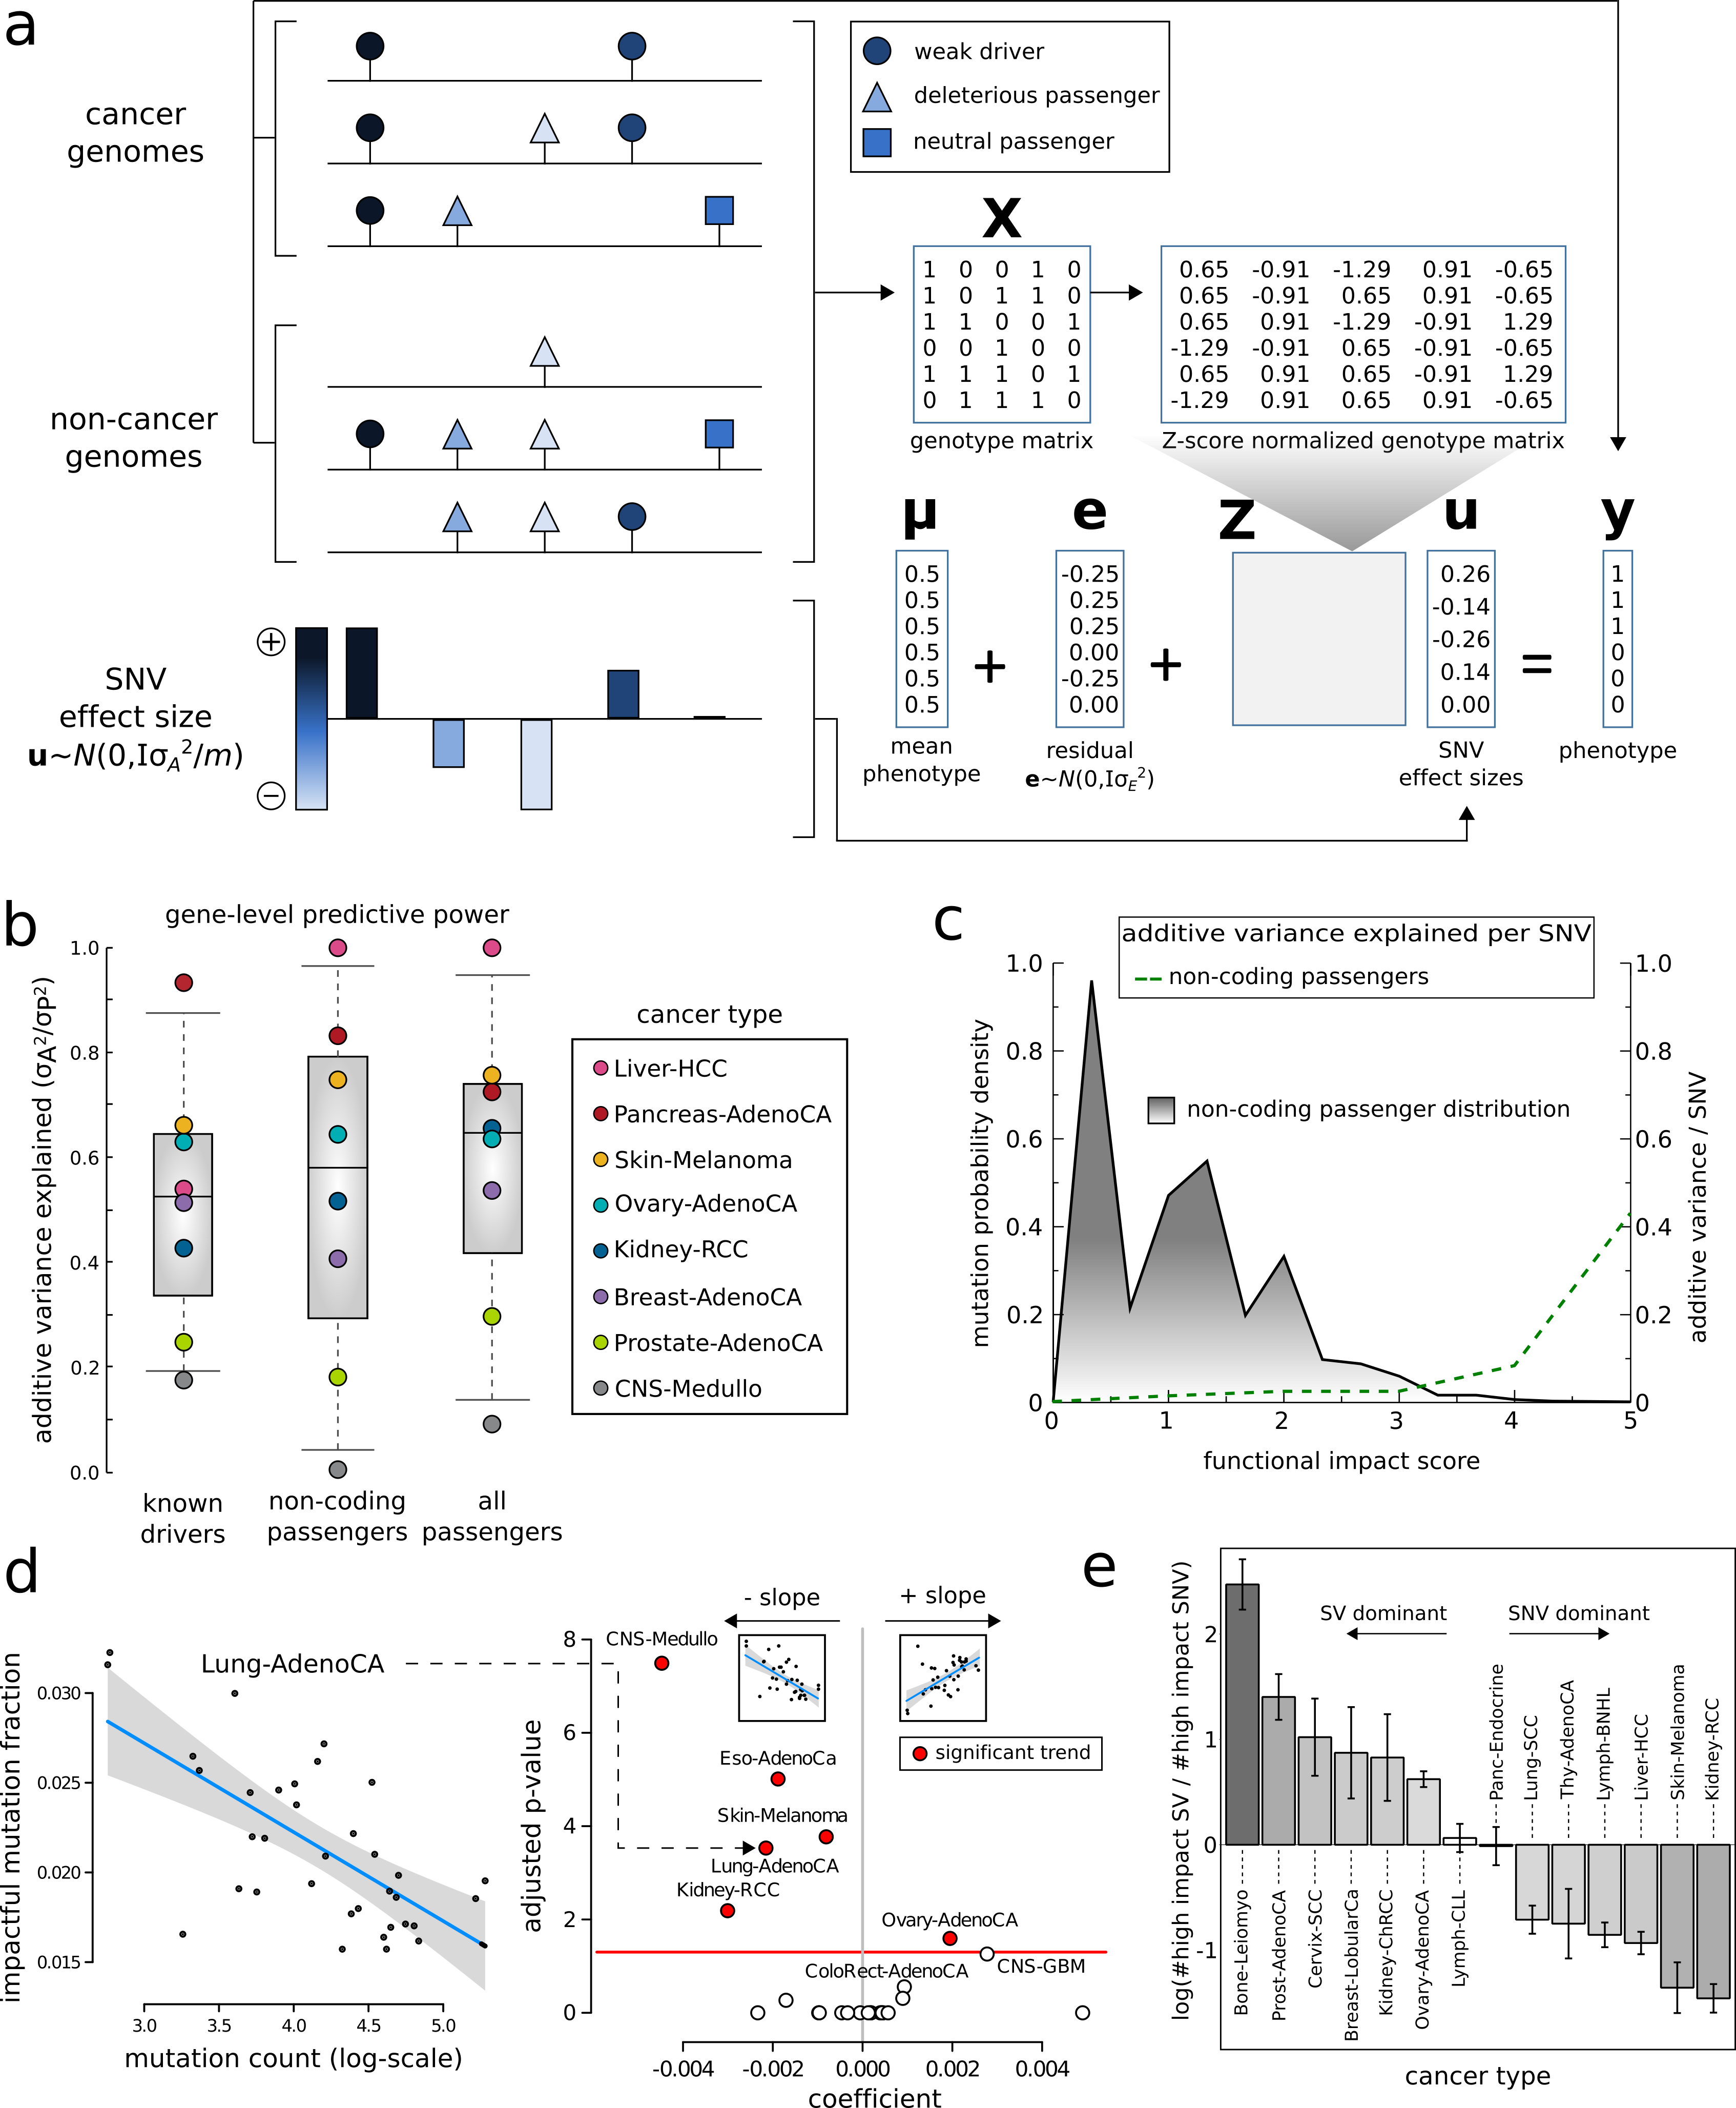 a
cancer
genomes
non-cancer
genomes
weak driver
deleterious passenger
neutral passenger
X
1 0 0 1 0
1 0 1 1 0
1 1 0 0 1
0 0 1 0 0
1 1 1 0 1
0 1 1 1 0
genotype matrix
0.65 -0.91 -1.29 0.91 -0.65
0.65 -0.91 0.65 0.91 -0.65
0.65 0.91 -1.29 -0.91 1.29
-1.29 -0.91 0.65 -0.91 -0.65
0.65 0.91 0.65 -0.91 1.29
-1.29 0.91 0.65 0.91 -0.65
Z-score normalized genotype matrix
SNV
effect size
u~N(0,Iσ_A²/m)
+
−
µ
e
Z
u
y
0.5
0.5
0.5
0.5
0.5
0.5
mean
phenotype
+
-0.25
0.25
0.25
0.00
-0.25
0.00
residual
e~N(0,Iσ_E²)
+
0.26
-0.14
-0.26
0.14
0.00
SNV
effect sizes
=
1
1
1
0
0
0
phenotype
b
gene-level predictive power
additive variance explained (σA²/σP²)
1.0
0.8
0.6
0.4
0.2
0.0
known
drivers
non-coding
passengers
all
passengers
cancer type
Liver-HCC
Pancreas-AdenoCA
Skin-Melanoma
Ovary-AdenoCA
Kidney-RCC
Breast-AdenoCA
Prostate-AdenoCA
CNS-Medullo
c
additive variance explained per SNV
non-coding passengers
non-coding passenger distribution
mutation probability density
1.0
0.8
0.6
0.4
0.2
0
additive variance / SNV
1.0
0.8
0.6
0.4
0.2
0
0 1 2 3 4 5
functional impact score
d
Lung-AdenoCA
impactful mutation fraction
0.030
0.025
0.020
0.015
3.0 3.5 4.0 4.5 5.0
mutation count (log-scale)
- slope
+ slope
significant trend
adjusted p-value
8
6
4
2
0
CNS-Medullo
Eso-AdenoCa
Skin-Melanoma
Lung-AdenoCA
Kidney-RCC
Ovary-AdenoCA
CNS-GBM
ColoRect-AdenoCA
-0.004 -0.002 0.000 0.002 0.004
coefficient
e
log(#high impact SV / #high impact SNV)
2
1
0
-1
SV dominant
SNV dominant
Bone-Leiomyo
Prost-AdenoCA
Cervix-SCC
Breast-LobularCa
Kidney-ChRCC
Ovary-AdenoCA
Lymph-CLL
Panc-Endocrine
Lung-SCC
Thy-AdenoCA
Lymph-BNHL
Liver-HCC
Skin-Melanoma
Kidney-RCC
cancer type